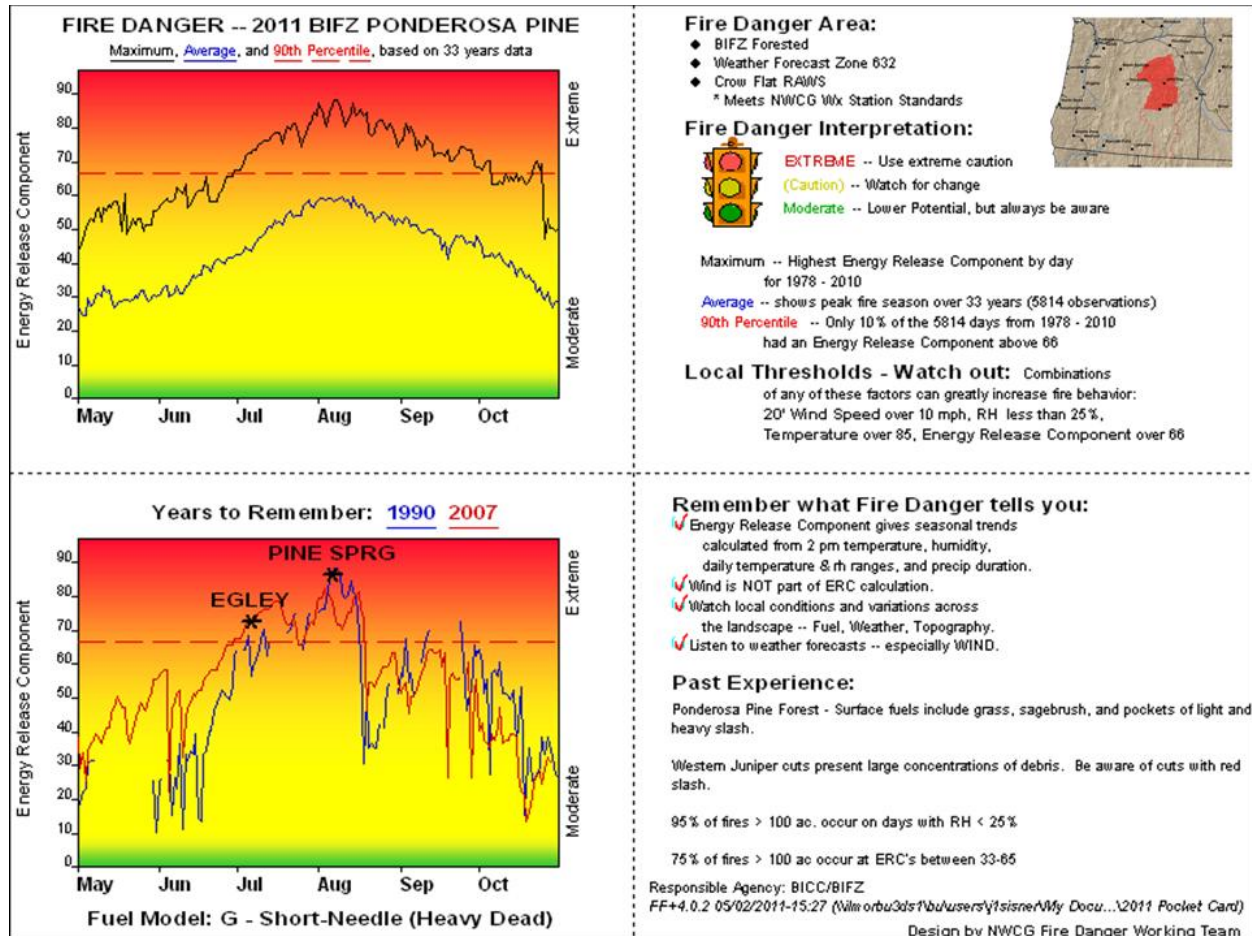 FIRE DANGER -- 2011 BIFZ PONDEROSA PINE
Maximum, Average, and 90th Percentile, based on 33 years data
Energy Release Component
90
80
70
60
50
40
30
20
10
0
Extreme
Moderate
May Jun Jul Aug Sep Oct
Fire Danger Area:
◆ BIFZ Forested
◆ Weather Forecast Zone 632
◆ Crow Flat RAWS
* Meets NWCG Wx Station Standards
Fire Danger Interpretation:
EXTREME -- Use extreme caution
(Caution) -- Watch for change
Moderate -- Lower Potential, but always be aware
Maximum -- Highest Energy Release Component by day
for 1978 - 2010
Average -- shows peak fire season over 33 years (5814 observations)
90th Percentile -- Only 10% of the 5814 days from 1978 - 2010
had an Energy Release Component above 66
Local Thresholds - Watch out: Combinations
of any of these factors can greatly increase fire behavior:
20' Wind Speed over 10 mph, RH less than 25%,
Temperature over 85, Energy Release Component over 66
Years to Remember: 1990 2007
Energy Release Component
90
80
70
60
50
40
30
20
10
0
PINE SPRG
EGLEY
Extreme
Moderate
May Jun Jul Aug Sep Oct
Fuel Model: G - Short-Needle (Heavy Dead)
Remember what Fire Danger tells you:
Energy Release Component gives seasonal trends
calculated from 2 pm temperature, humidity,
daily temperature & rh ranges, and precip duration.
Wind is NOT part of ERC calculation.
Watch local conditions and variations across
the landscape -- Fuel, Weather, Topography.
Listen to weather forecasts -- especially WIND.
Past Experience:
Ponderosa Pine Forest - Surface fuels include grass, sagebrush, and pockets of light and
heavy slash.
Western Juniper cuts present large concentrations of debris. Be aware of cuts with red
slash.
95% of fires > 100 ac. occur on days with RH < 25%
75% of fires > 100 ac occur at ERC's between 33-65
Responsible Agency: BICC/BIFZ
FF+4.0.2 05/02/2011-15:27 Docu...\2011 Pocket Card)
Design by NWCG Fire Danger Working Team